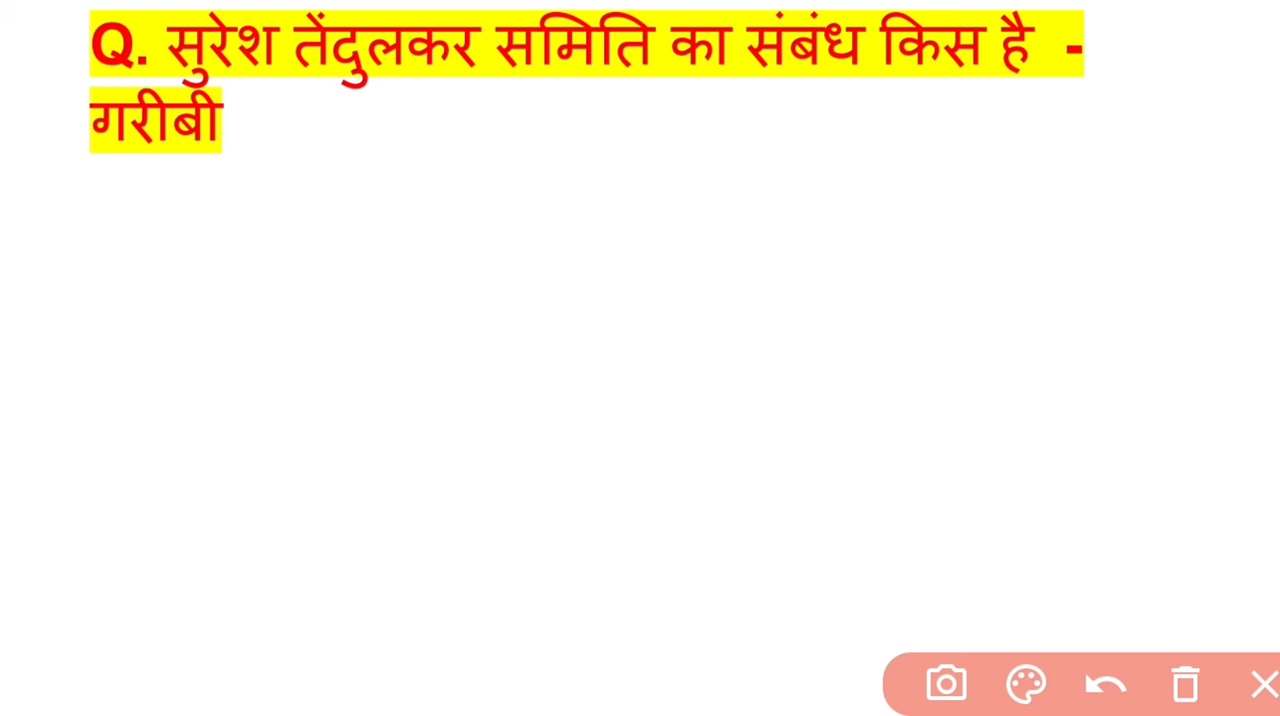 Q. सुरेश तेंदुलकर समिति का संबंध किस है -
गरीबी